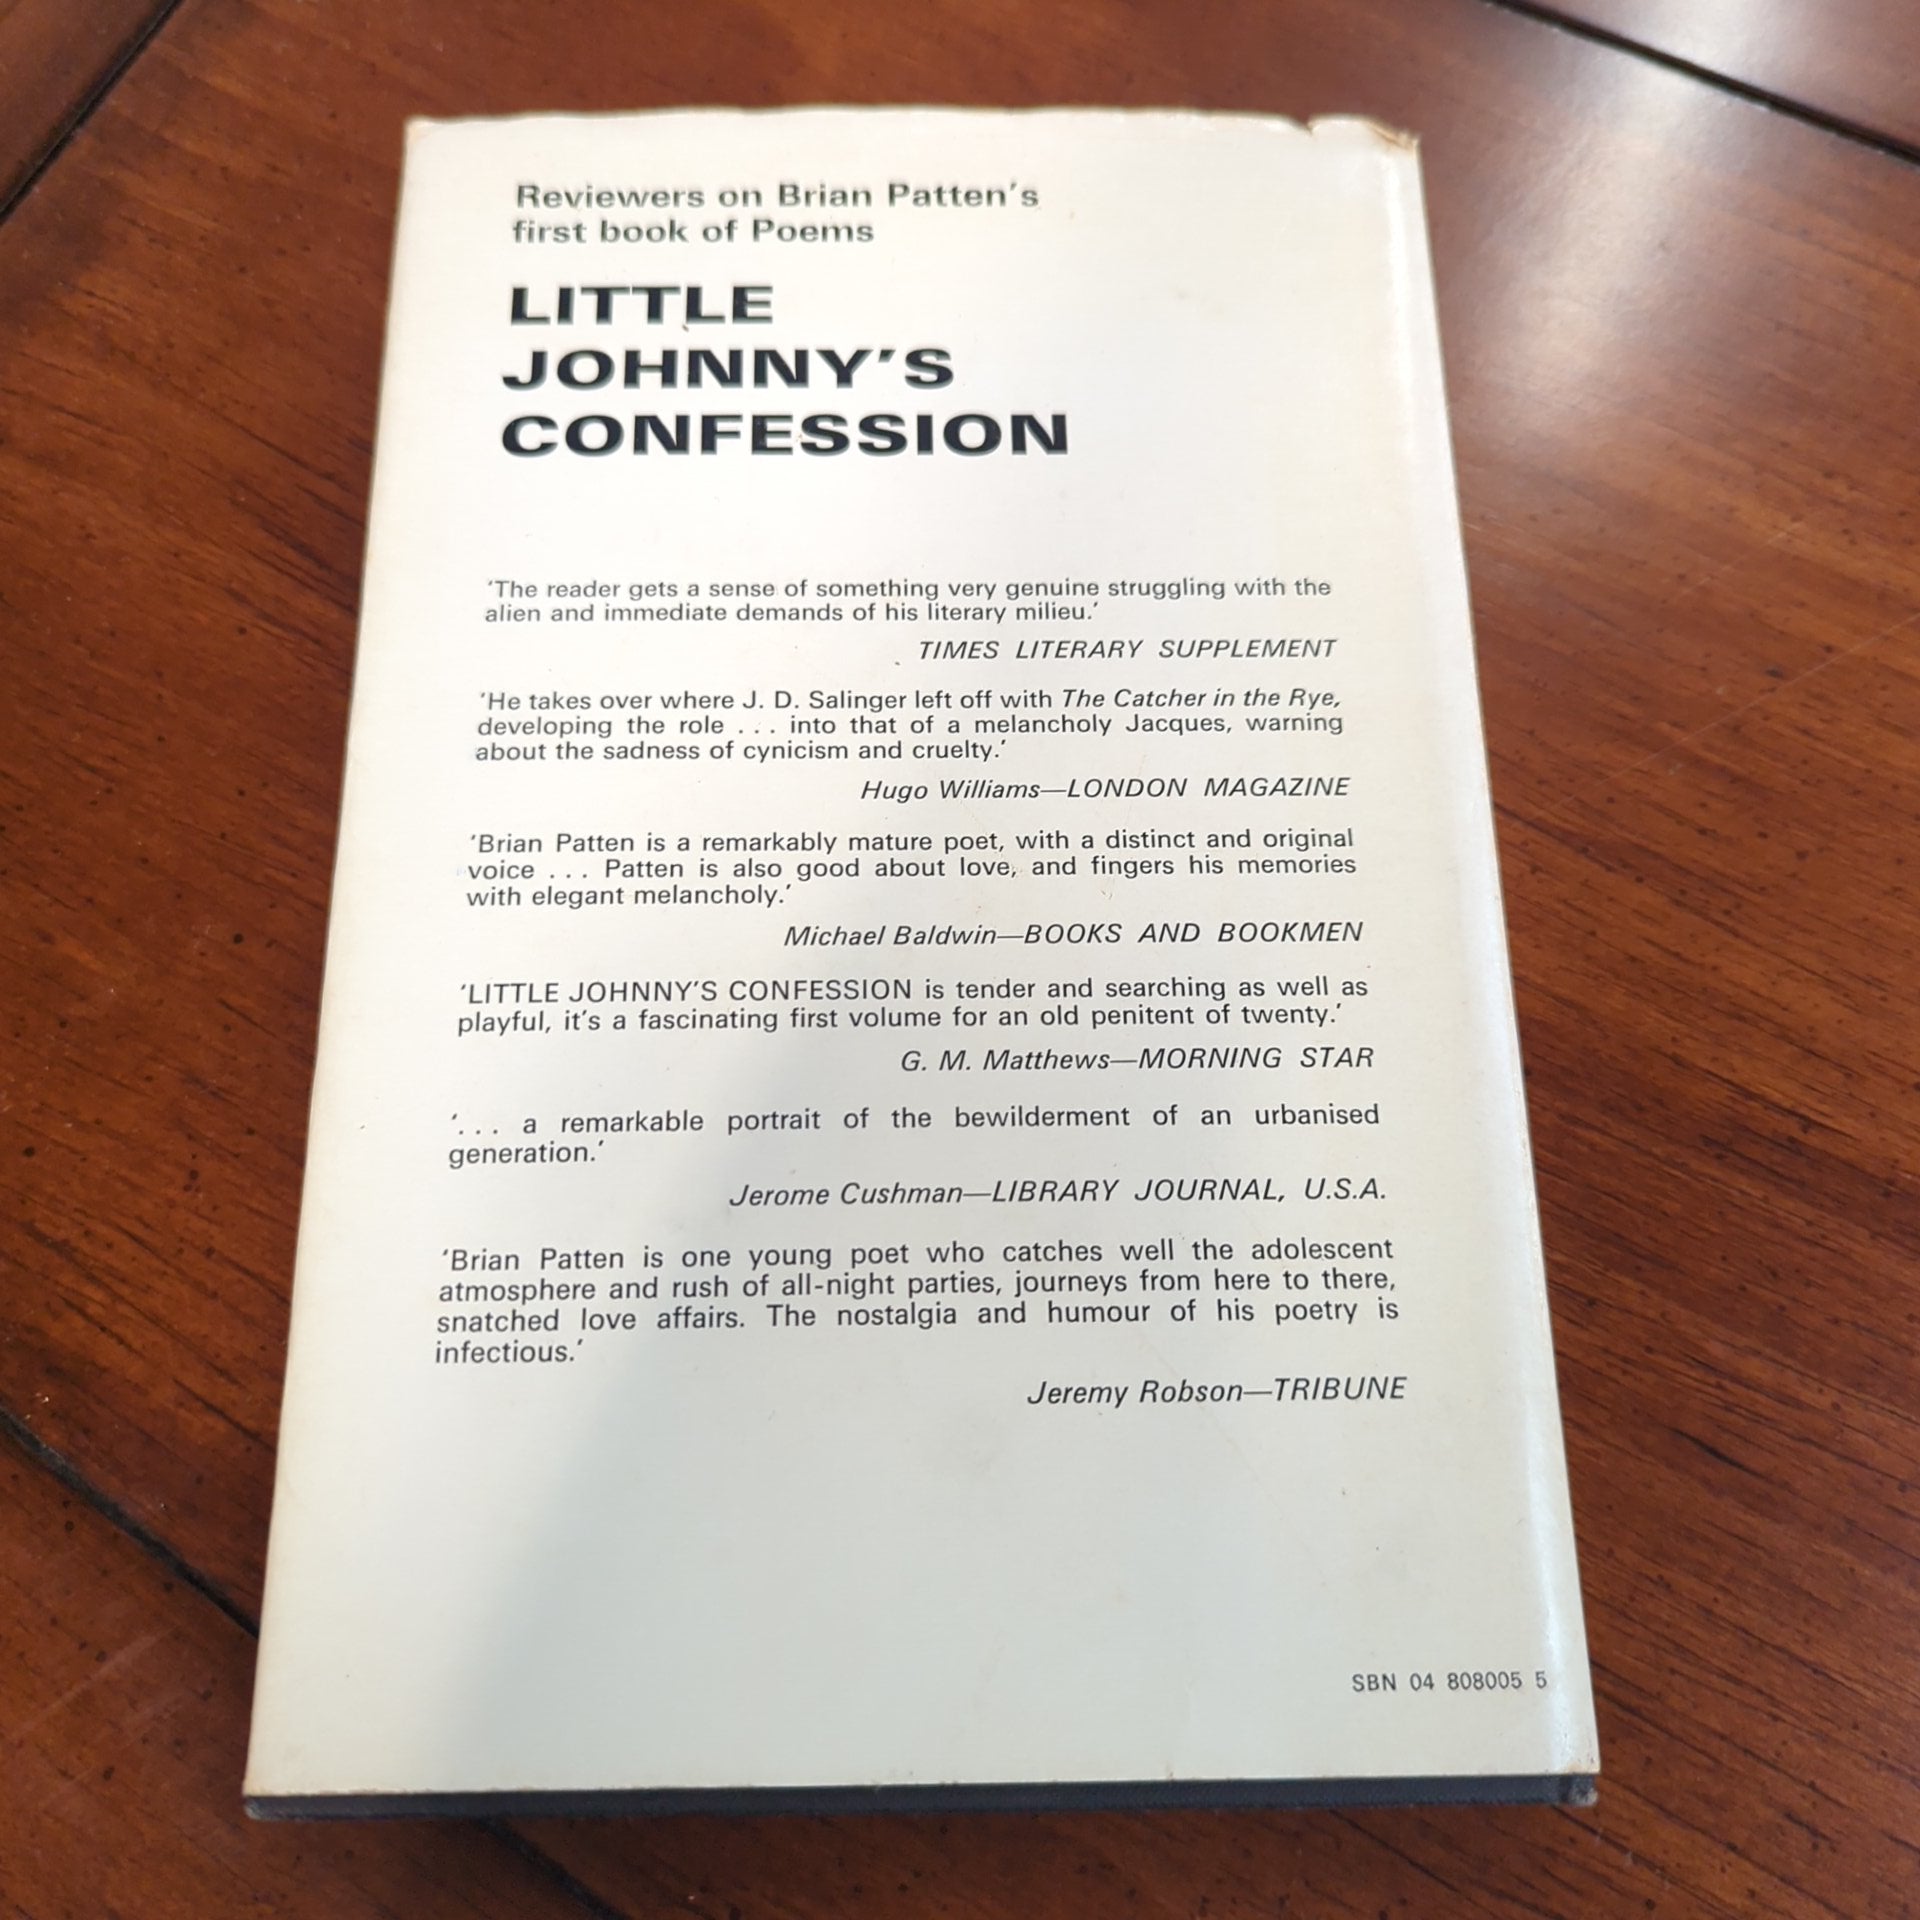 Reviewers on Brian Patten's
first book of Poems
LITTLE
JOHNNY'S
CONFESSION
'The reader gets a sense of something very genuine struggling with the
alien and immediate demands of his literary milieu.'
TIMES LITERARY SUPPLEMENT
'He takes over where J. D. Salinger left off with The Catcher in the Rye,
developing the role . . . into that of a melancholy Jacques, warning
about the sadness of cynicism and cruelty.'
Hugo Williams—LONDON MAGAZINE
'Brian Patten is a remarkably mature poet, with a distinct and original
voice . . . Patten is also good about love, and fingers his memories
with elegant melancholy.'
Michael Baldwin—BOOKS AND BOOKMEN
'LITTLE JOHNNY'S CONFESSION is tender and searching as well as
playful, it's a fascinating first volume for an old penitent of twenty.'
G. M. Matthews—MORNING STAR
'. . . a remarkable portrait of the bewilderment of an urbanised
generation.'
Jerome Cushman—LIBRARY JOURNAL, U.S.A.
'Brian Patten is one young poet who catches well the adolescent
atmosphere and rush of all-night parties, journeys from here to there,
snatched love affairs. The nostalgia and humour of his poetry is
infectious.'
Jeremy Robson—TRIBUNE
SBN 04 808005 5